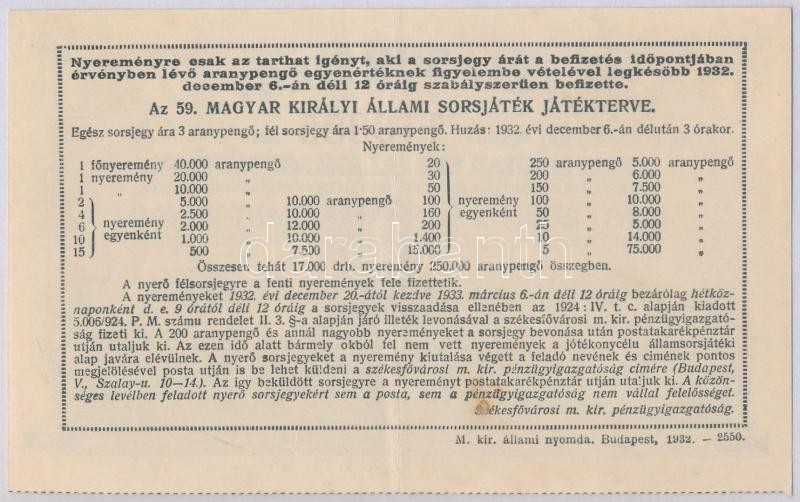 Nyereményre csak az tarthat igényt, aki a sorsjegy árát a befizetés időpontjában
érvényben lévő aranypengő egyenértéknek figyelembe vételével legkésőbb 1932.
december 6.-án déli 12 óráig szabályszerüen befizette.
Az 59. MAGYAR KIRÁLYI ÁLLAMI SORSJÁTÉK JÁTÉKTERVE.
Egész sorsjegy ára 3 aranypengő; fél sorsjegy ára 1·50 aranypengő. Huzás: 1932. évi december 6.-án délután 3 órakor.
Nyeremények:
1 főnyeremény 40.000 aranypengő 20 250 aranypengő 5.000 aranypengő
1 nyeremény 20.000 „ 30 200 „ 6.000 „
1 „ 10.000 „ 50 150 „ 7.500 „
2 5.000 „ 10.000 aranypengő 100 nyeremény 100 „ 10.000 „
4 nyeremény 2.500 „ 10.000 „ 160 egyenként 50 „ 8.000 „
6 egyenként 2.000 „ 12.000 „ 200 „ 5.000 „
10 1.000 „ 10.000 „ 1.400 10 „ 14.000 „
15 500 „ 7.500 „ 15.000 5 „ 75.000 „
Összesen tehát 17.000 drb. nyeremény 250.000 aranypengő összegben.
darabanth
A nyerő félsorsjegyre a fenti nyeremények fele fizettetik.
A nyereményeket 1932. évi december 20.-ától kezdve 1933. március 6.-án déli 12 óráig bezárólag hétköz-
naponként d. e. 9 órától déli 12 óráig a sorsjegyek visszaadása ellenében az 1924 : IV. t. c. alapján kiadott
5.006/924. P. M. számu rendelet II. 3. §-a alapján járó illeték levonásával a székesfővárosi m. kir. pénzügyigazgató-
ság fizeti ki. A 200 aranypengő és annál nagyobb nyereményeket a sorsjegy bevonása után postatakarékpénztár
utján utaljuk ki. Az ezen idő alatt bármely okból fel nem vett nyeremények a jótékonycélu államsorsjátéki
alap javára elévülnek. A nyerő sorsjegyeket a nyeremény kiutalása végett a feladó nevének és cimének pontos
megjelölésével posta utján is be lehet küldeni a székesfővárosi m. kir. pénzügyigazgatóság cimére (Budapest,
V., Szalay-u. 10—14.). Az igy beküldött sorsjegyre a nyereményt postatakarékpénztár utján utaljuk ki. A közön-
séges levélben feladott nyerő sorsjegyekért sem a posta, sem a pénzügyigazgatóság nem vállal felelősséget.
Székesfővárosi m. kir. pénzügyigazgatóság.
M. kir. állami nyomda. Budapest, 1932. — 2550.